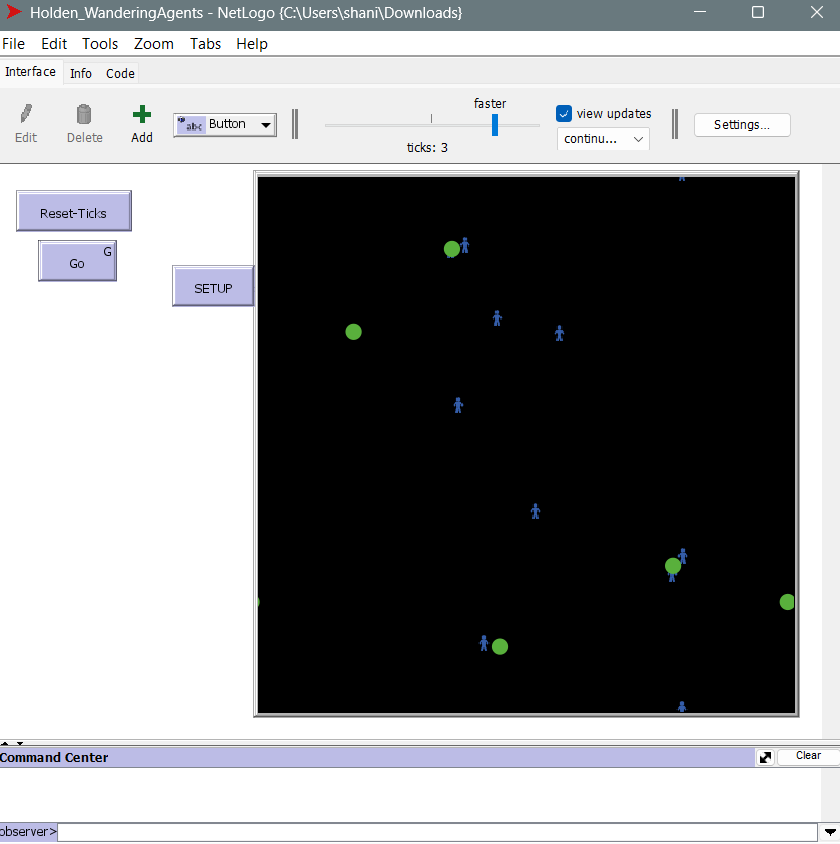 Holden_WanderingAgents - NetLogo {C:\Users\shani\Downloads}
File Edit Tools Zoom Tabs Help
Interface Info Code
Edit Delete Add
abc Button
faster
ticks: 3
view updates
continu...
Settings...
Reset-Ticks
G
Go
SETUP
Command Center
Clear
observer>